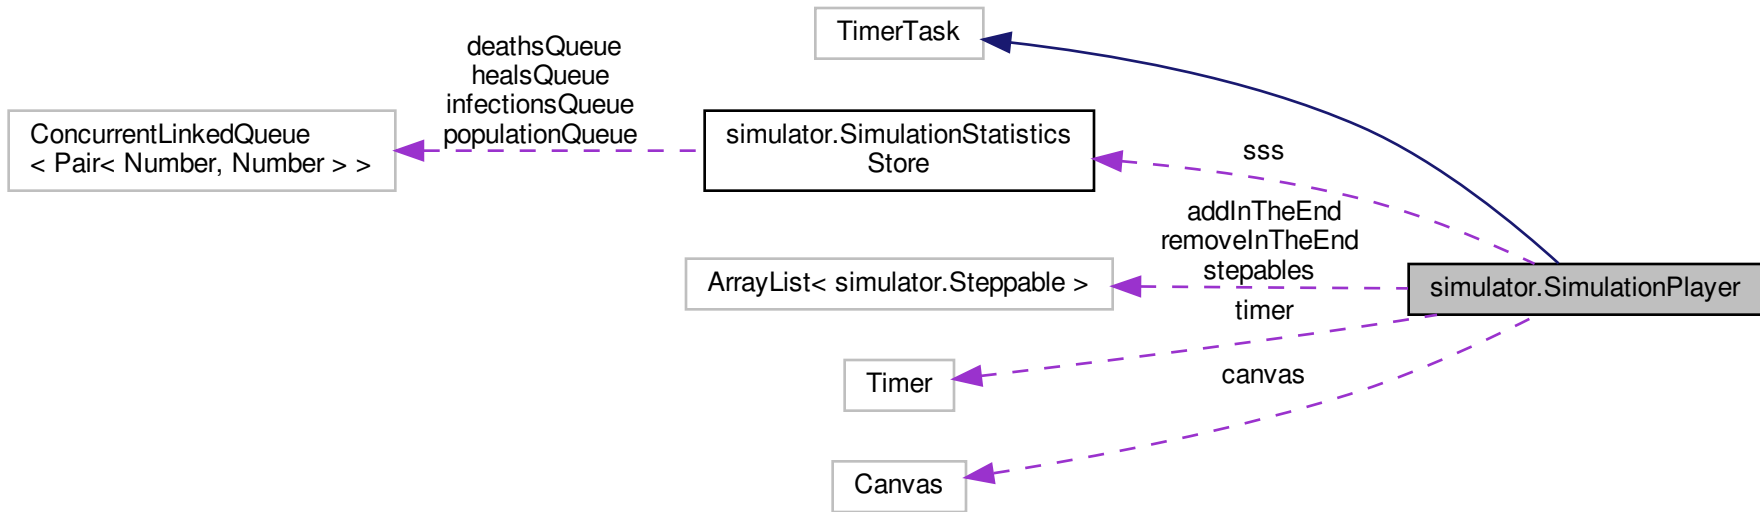 TimerTask
deathsQueue
healsQueue
infectionsQueue
populationQueue
ConcurrentLinkedQueue
< Pair< Number, Number > >
simulator.SimulationStatistics
Store
sss
addInTheEnd
removeInTheEnd
stepables
ArrayList< simulator.Steppable >
simulator.SimulationPlayer
timer
Timer
canvas
Canvas